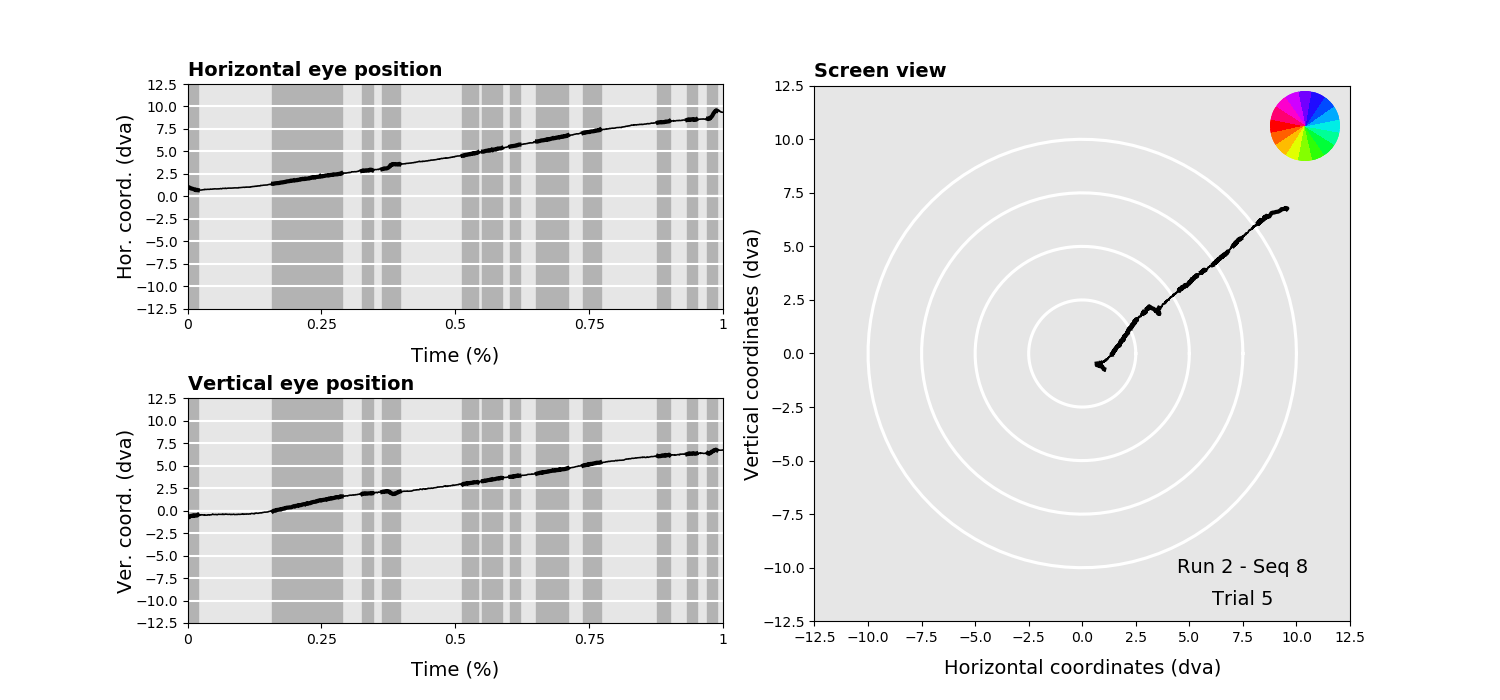 Horizontal eye position
Hor. coord. (dva)
12.5
10.0
7.5
5.0
2.5
0.0
−2.5
−5.0
−7.5
−10.0
−12.5
0 0.25 0.5 0.75 1
Time (%)
Vertical eye position
Ver. coord. (dva)
12.5
10.0
7.5
5.0
2.5
0.0
−2.5
−5.0
−7.5
−10.0
−12.5
0 0.25 0.5 0.75 1
Time (%)
Screen view
Vertical coordinates (dva)
12.5
10.0
7.5
5.0
2.5
0.0
−2.5
−5.0
−7.5
−10.0
−12.5
Run 2 - Seq 8
Trial 5
−12.5 −10.0 −7.5 −5.0 −2.5 0.0 2.5 5.0 7.5 10.0 12.5
Horizontal coordinates (dva)